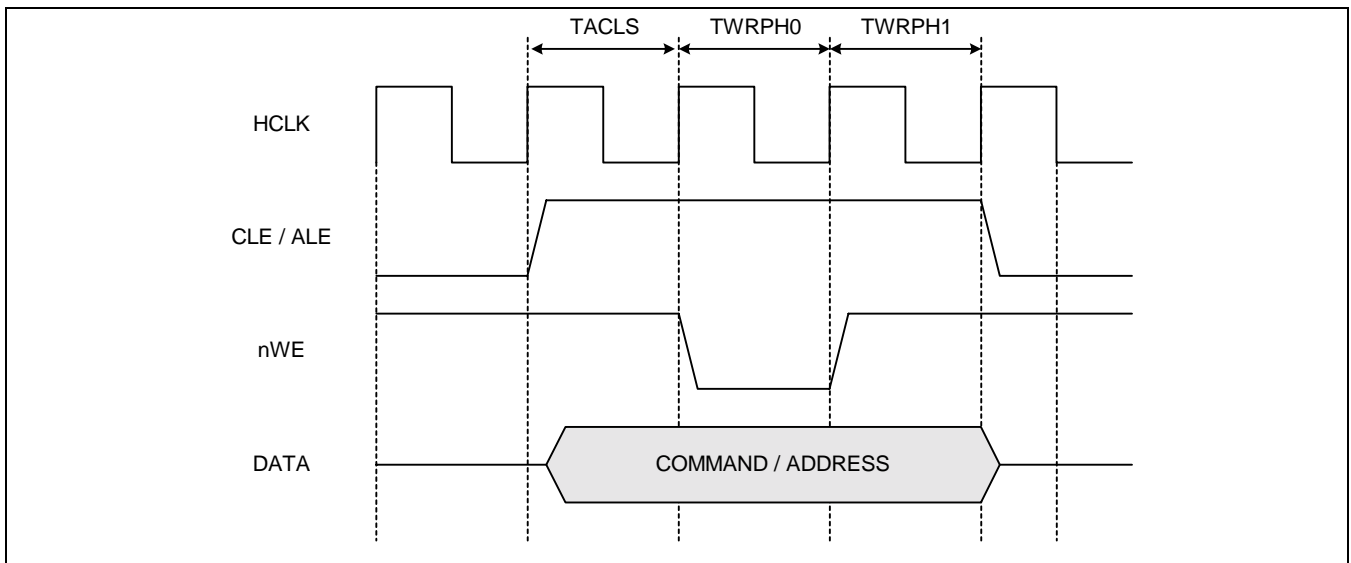 TACLS TWRPH0 TWRPH1
HCLK
CLE / ALE
nWE
DATA COMMAND / ADDRESS